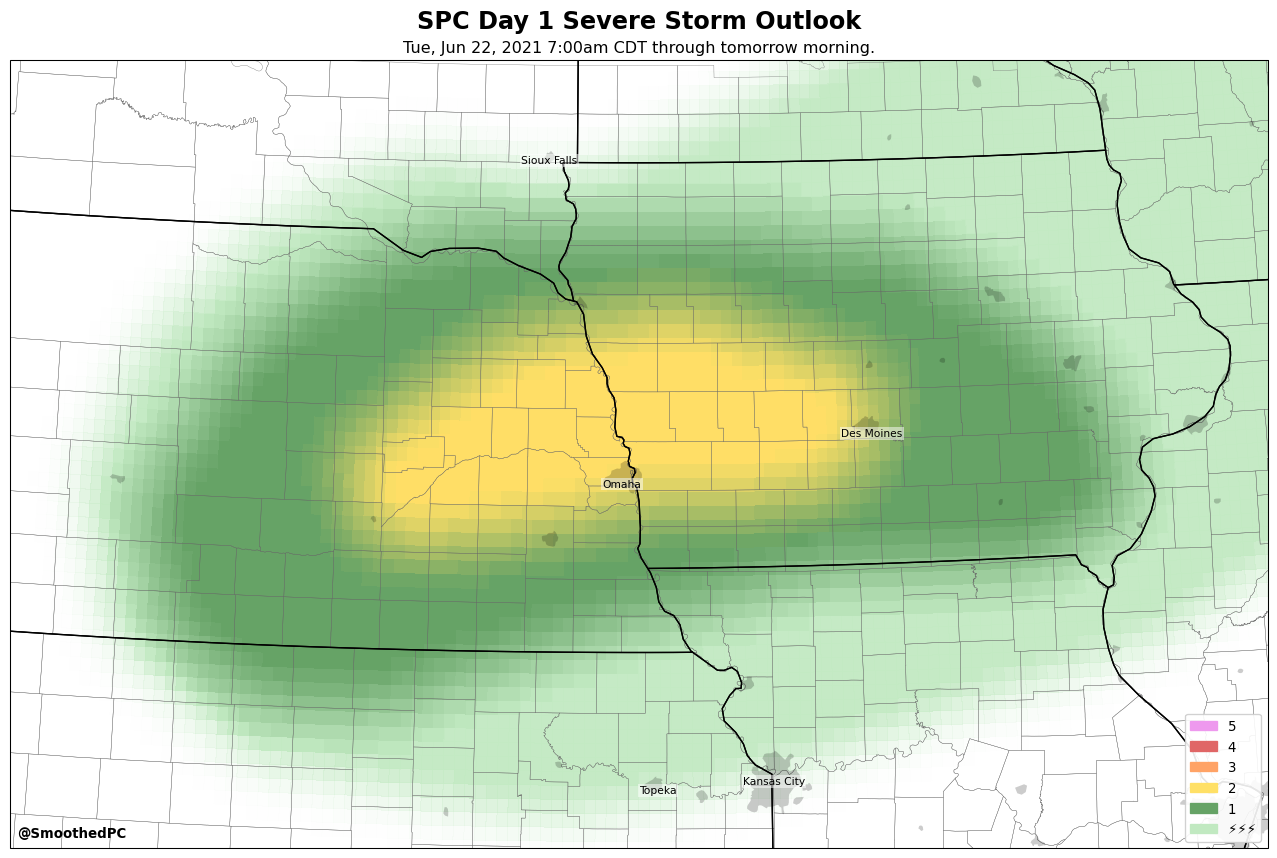 SPC Day 1 Severe Storm Outlook
Tue, Jun 22, 2021 7:00am CDT through tomorrow morning.
Sioux Falls
Des Moines
Omaha
Topeka
Kansas City
5
4
3
2
1
⚡⚡⚡
@SmoothedPC